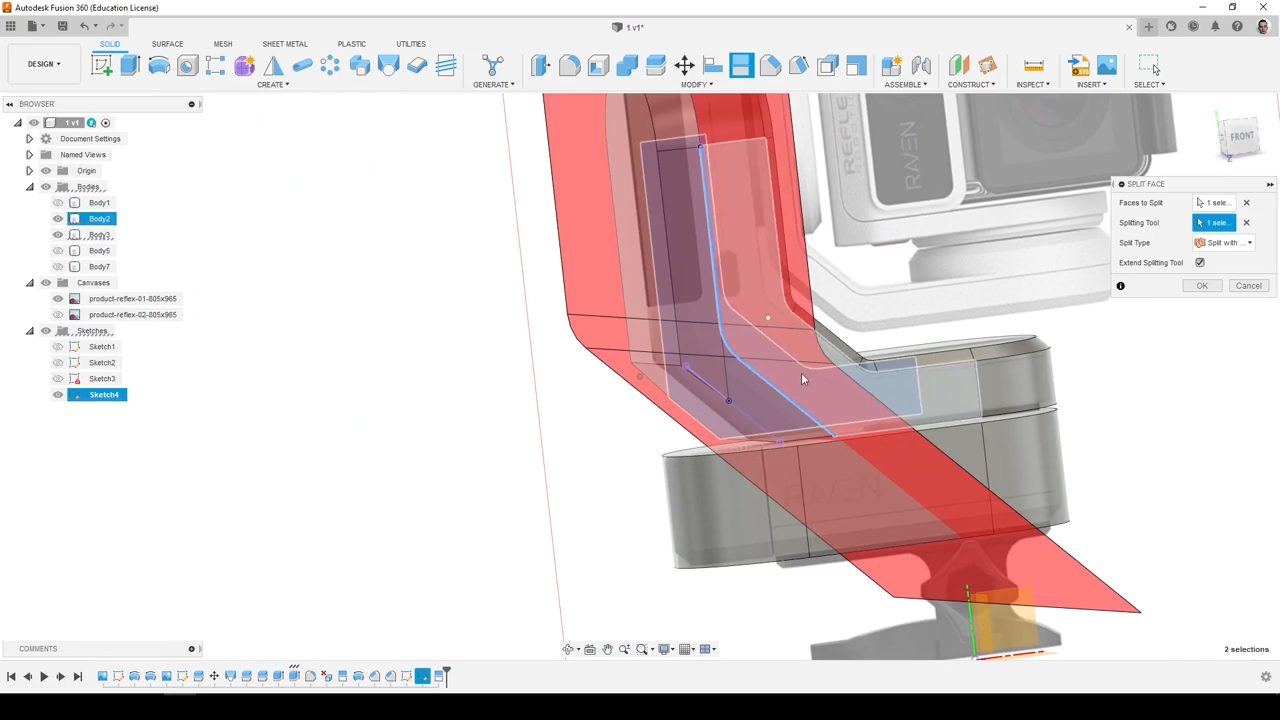 Autodesk Fusion 360 (Education License)
1 v1*
DESIGN
SOLID SURFACE MESH SHEET METAL PLASTIC UTILITIES
CREATE GENERATE MODIFY ASSEMBLE CONSTRUCT INSPECT INSERT SELECT
BROWSER
1 v1
Document Settings
Named Views
Origin
Bodies
Body1
Body2
Body3
Body5
Body7
Canvases
product-reflex-01-805x965
product-reflex-02-805x965
Sketches
Sketch1
Sketch2
Sketch3
Sketch4
RAVEN
FRONT
SPLIT FACE
Faces to Split 1 sele...
Splitting Tool 1 sele...
Split Type Split with ...
Extend Splitting Tool
OK Cancel
RAVEN
COMMENTS
2 selections